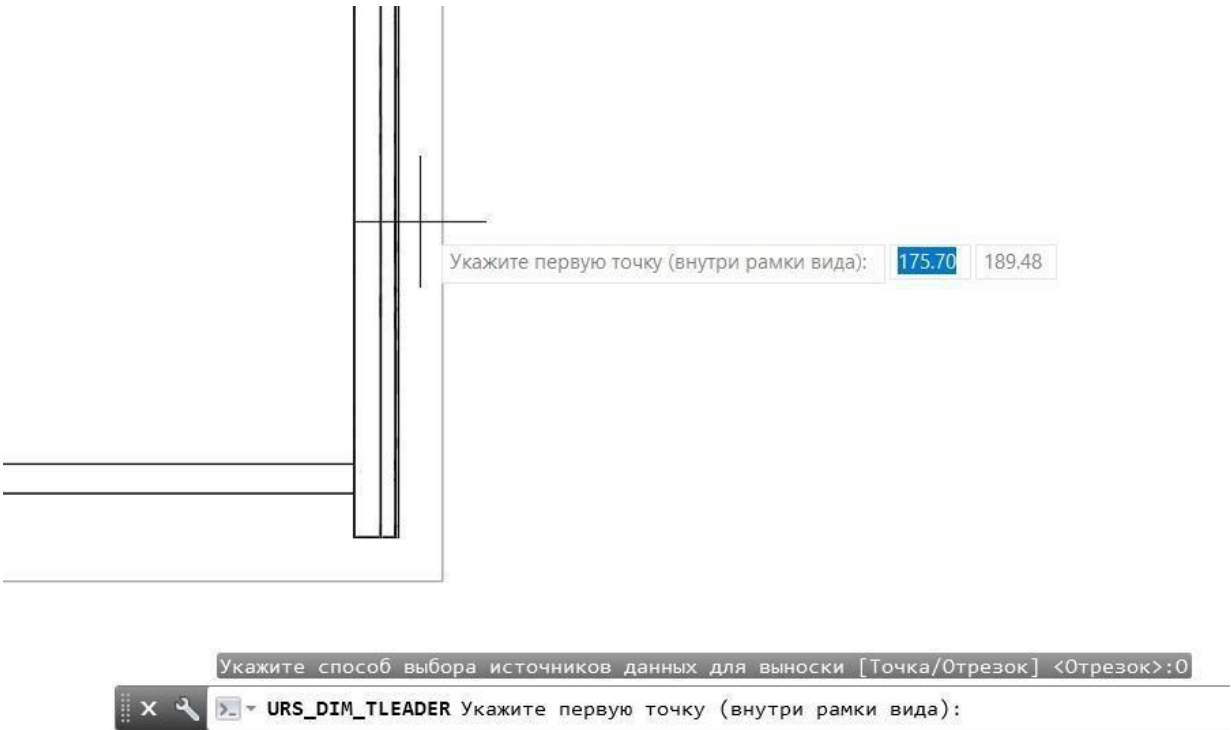 Укажите первую точку (внутри рамки вида): 175.70 189.48
Укажите способ выбора источников данных для выноски [Точка/Отрезок] <Отрезок>:О
URS_DIM_TLEADER Укажите первую точку (внутри рамки вида):